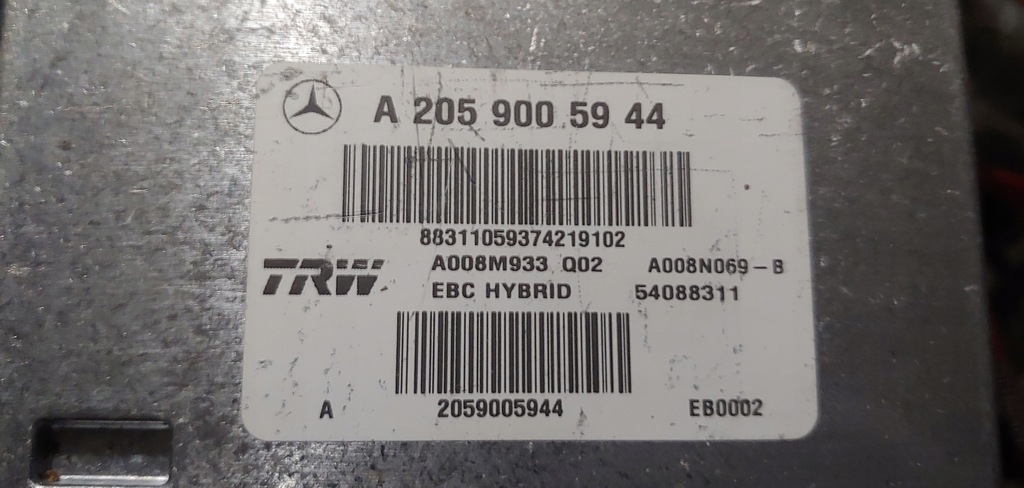 A 205 900 59 44
88311059374219102
TRW
A008M933 Q02
A008N069-B
EBC HYBRID
54088311
A
2059005944
EB0002